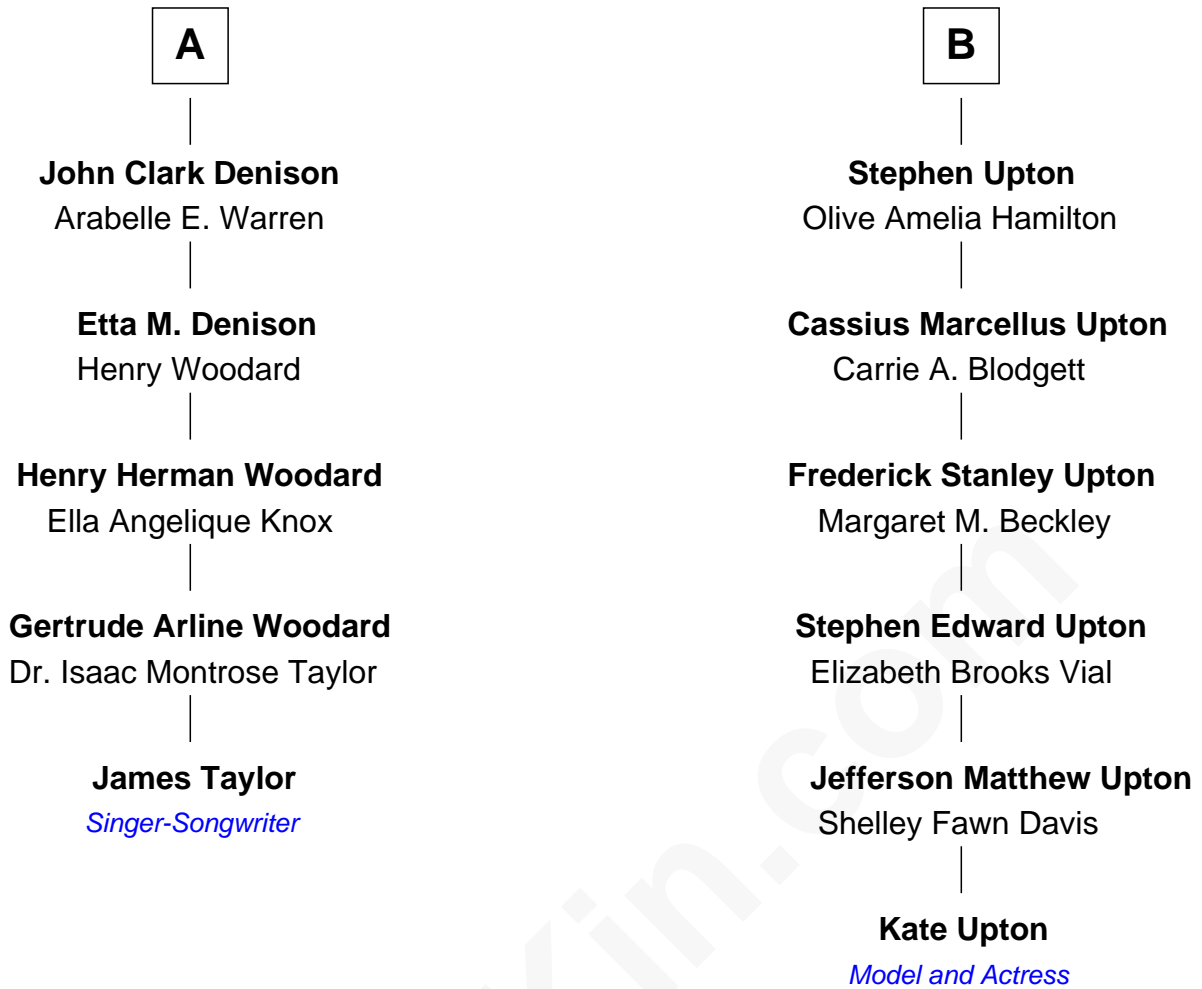 A
John Clark Denison
Arabelle E. Warren
Etta M. Denison
Henry Woodard
Henry Herman Woodard
Ella Angelique Knox
Gertrude Arline Woodard
Dr. Isaac Montrose Taylor
James Taylor
Singer-Songwriter
B
Stephen Upton
Olive Amelia Hamilton
Cassius Marcellus Upton
Carrie A. Blodgett
Frederick Stanley Upton
Margaret M. Beckley
Stephen Edward Upton
Elizabeth Brooks Vial
Jefferson Matthew Upton
Shelley Fawn Davis
Kate Upton
Model and Actress
Kin.com